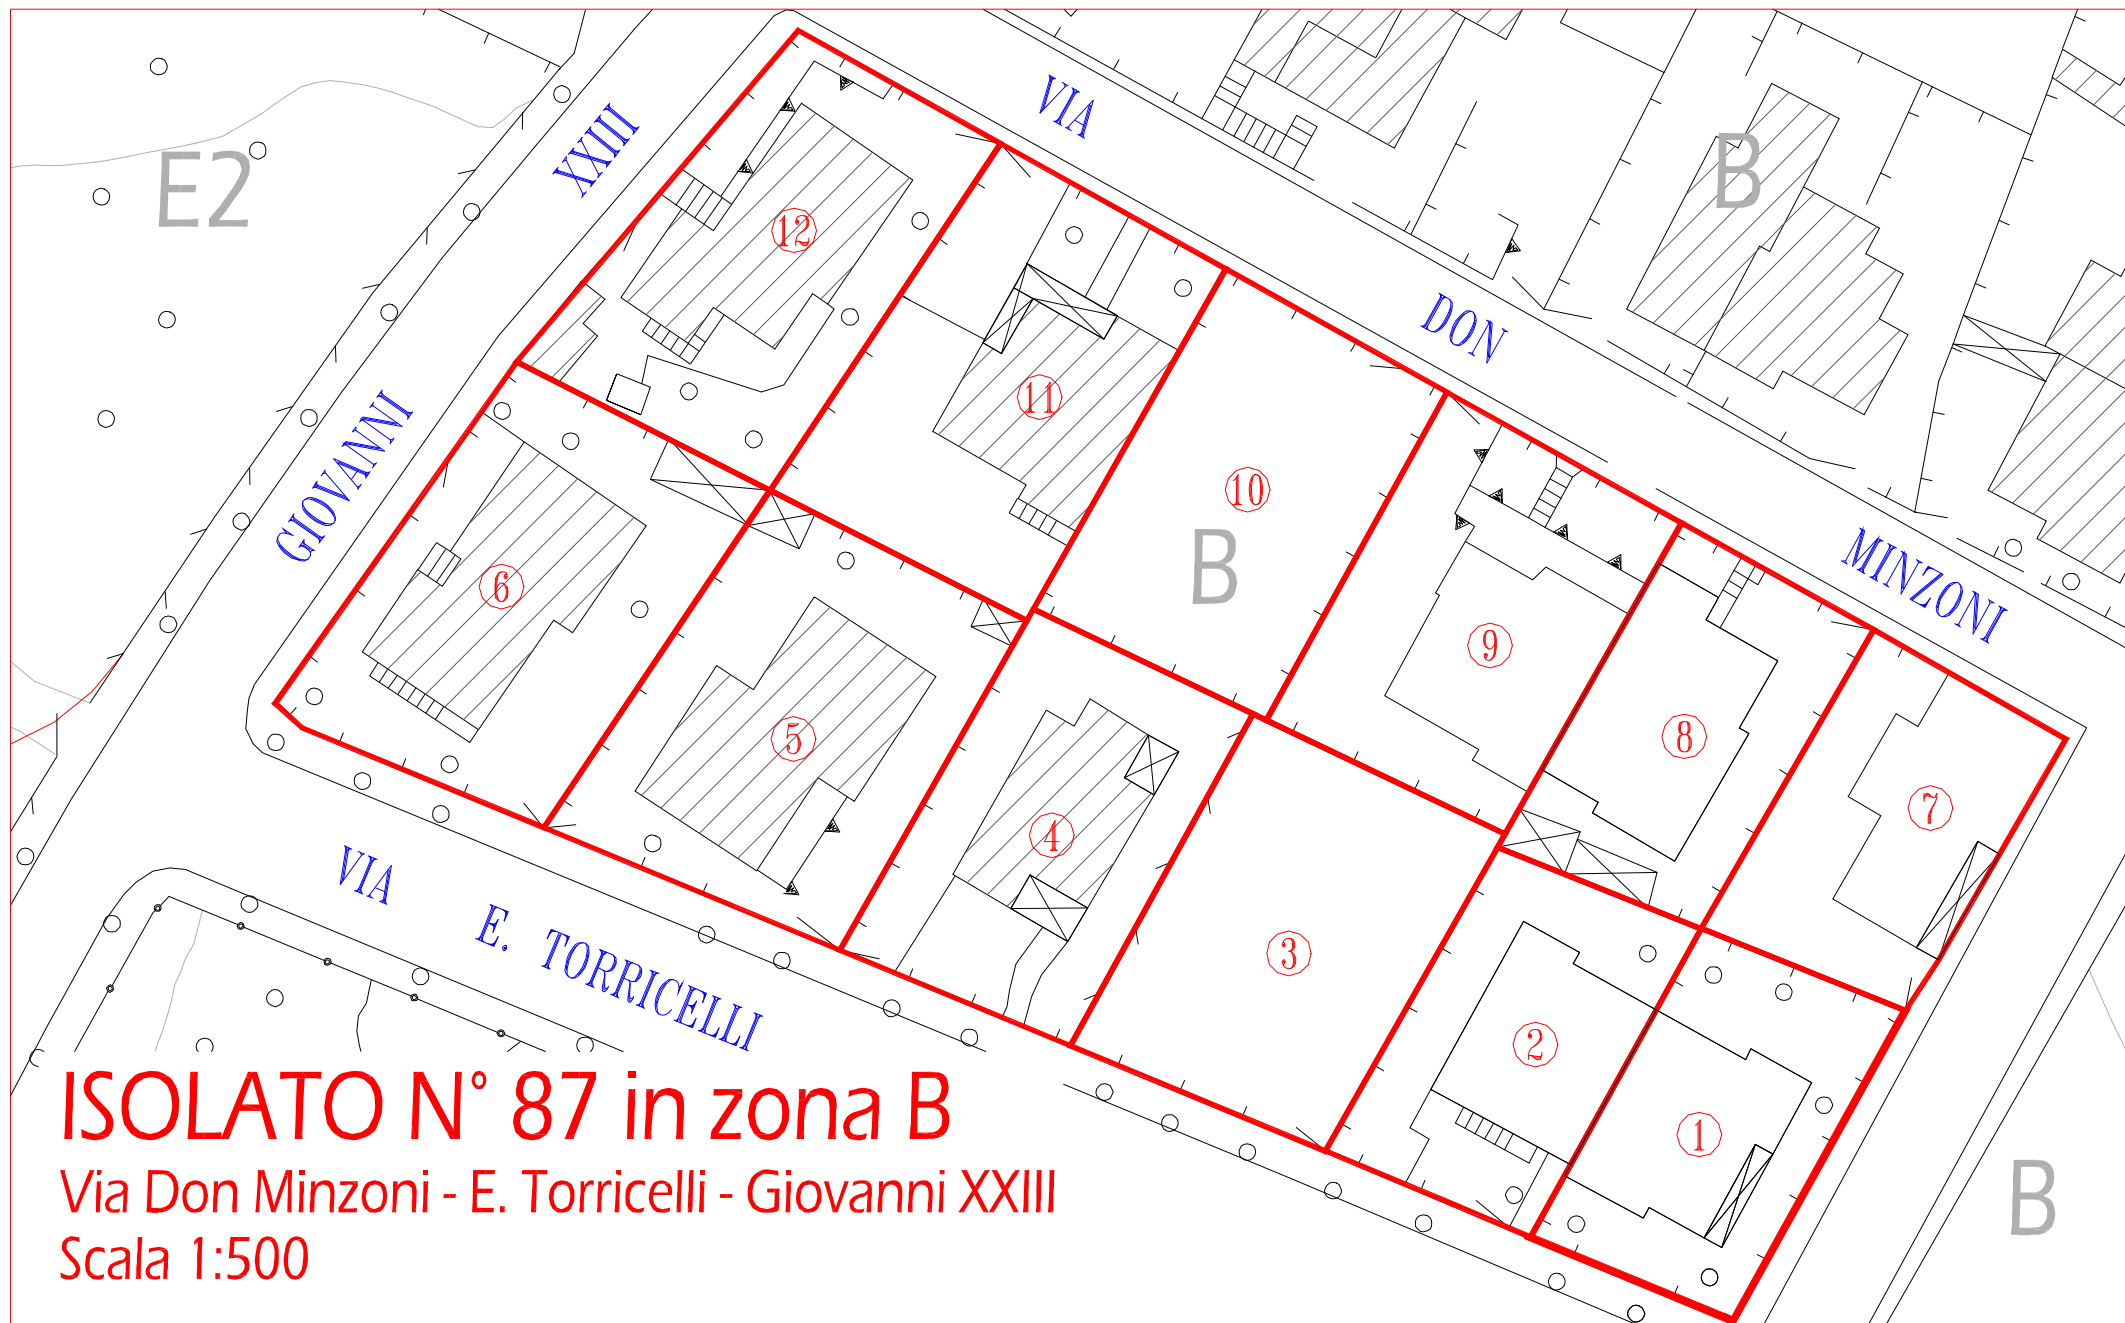 VIA DON MINZONI
GIOVANNI XXIII
VIA E. TORRICELLI
E2
B
B
B
12
11
10
9
8
7
6
5
4
3
2
1
ISOLATO N° 87 in zona B
Via Don Minzoni - E. Torricelli - Giovanni XXIII
Scala 1:500